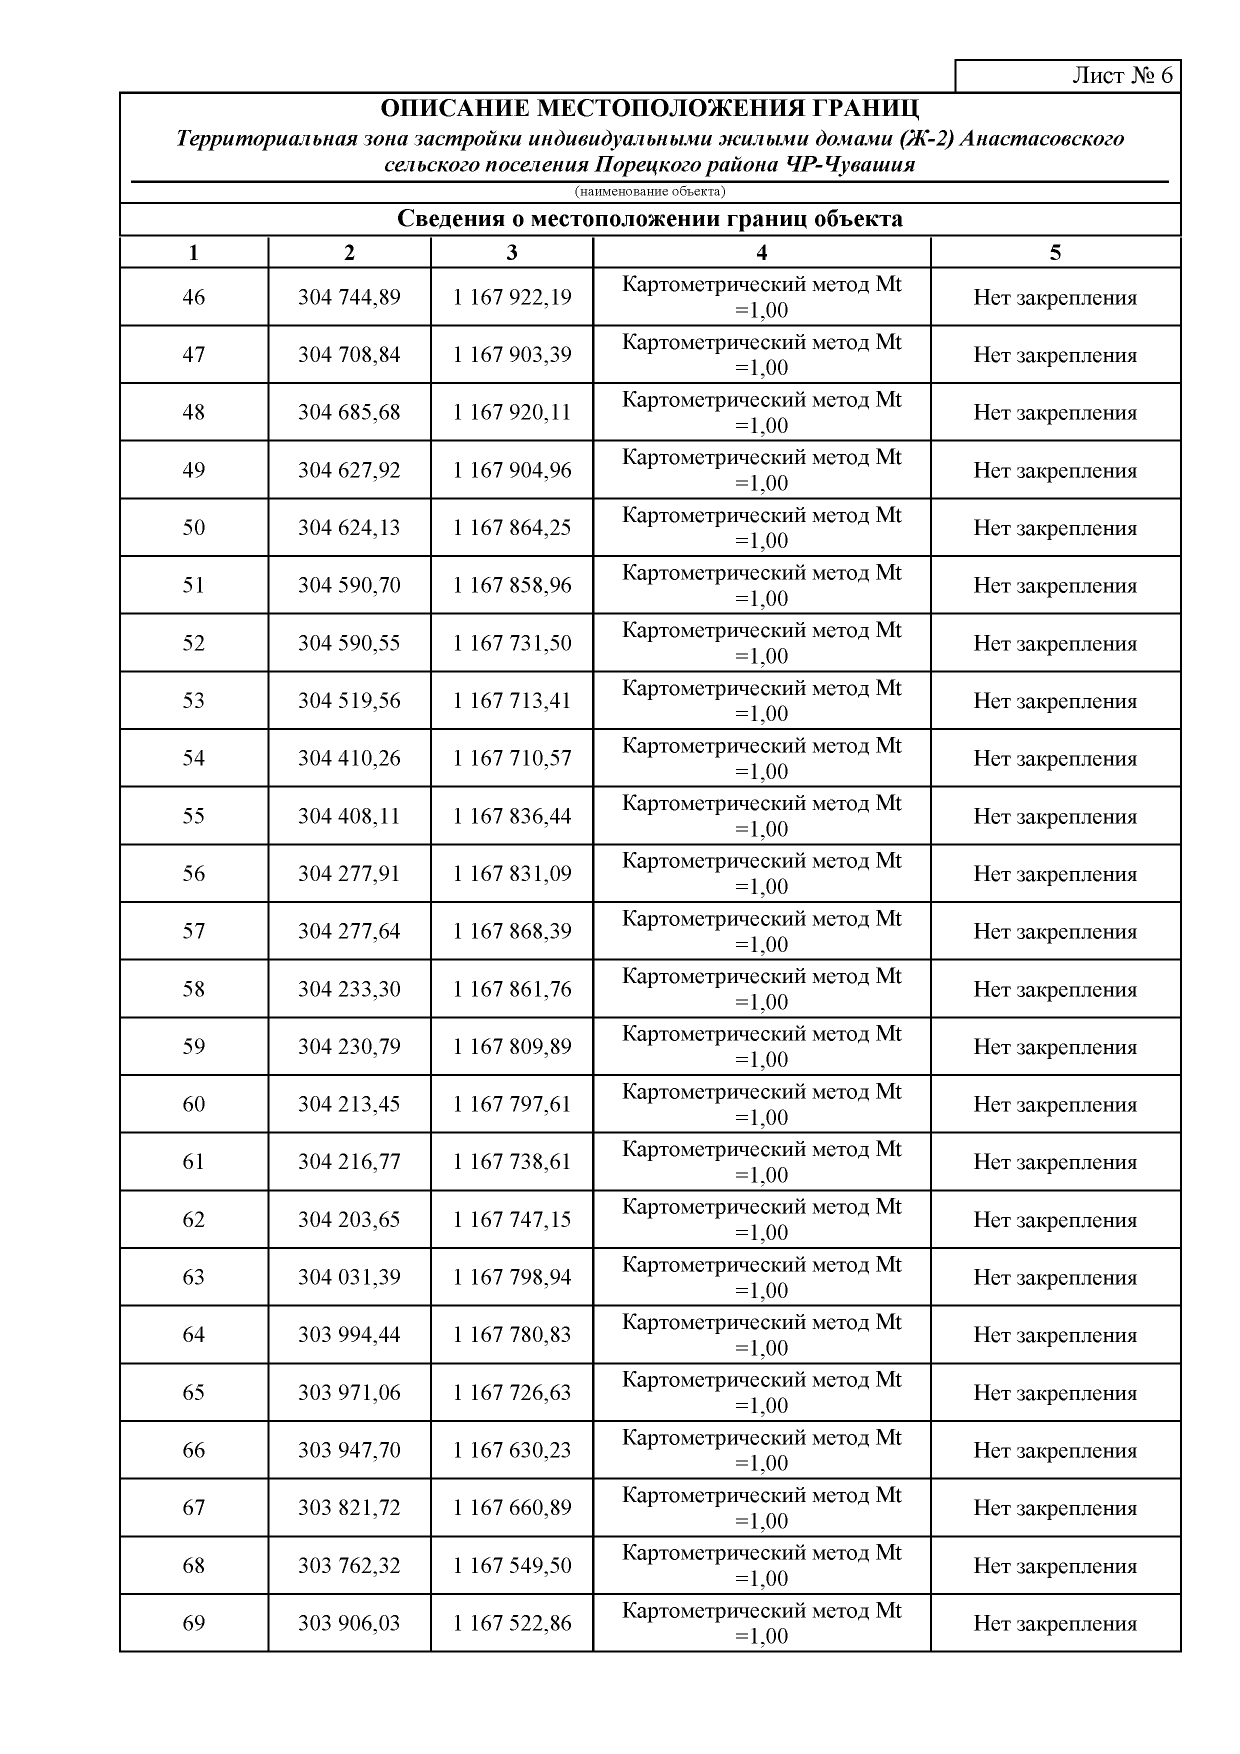 Лист № 6
ОПИСАНИЕ МЕСТОПОЛОЖЕНИЯ ГРАНИЦ
Территориальная зона застройки индивидуальными жилыми домами (Ж-2) Анастасовского
сельского поселения Порецкого района ЧР-Чувашия
(наименование объекта)
Сведения о местоположении границ объекта
1 2 3 4 5
46 304 744,89 1 167 922,19 Картометрический метод Mt
=1,00 Нет закрепления
47 304 708,84 1 167 903,39 Картометрический метод Mt
=1,00 Нет закрепления
48 304 685,68 1 167 920,11 Картометрический метод Mt
=1,00 Нет закрепления
49 304 627,92 1 167 904,96 Картометрический метод Mt
=1,00 Нет закрепления
50 304 624,13 1 167 864,25 Картометрический метод Mt
=1,00 Нет закрепления
51 304 590,70 1 167 858,96 Картометрический метод Mt
=1,00 Нет закрепления
52 304 590,55 1 167 731,50 Картометрический метод Mt
=1,00 Нет закрепления
53 304 519,56 1 167 713,41 Картометрический метод Mt
=1,00 Нет закрепления
54 304 410,26 1 167 710,57 Картометрический метод Mt
=1,00 Нет закрепления
55 304 408,11 1 167 836,44 Картометрический метод Mt
=1,00 Нет закрепления
56 304 277,91 1 167 831,09 Картометрический метод Mt
=1,00 Нет закрепления
57 304 277,64 1 167 868,39 Картометрический метод Mt
=1,00 Нет закрепления
58 304 233,30 1 167 861,76 Картометрический метод Mt
=1,00 Нет закрепления
59 304 230,79 1 167 809,89 Картометрический метод Mt
=1,00 Нет закрепления
60 304 213,45 1 167 797,61 Картометрический метод Mt
=1,00 Нет закрепления
61 304 216,77 1 167 738,61 Картометрический метод Mt
=1,00 Нет закрепления
62 304 203,65 1 167 747,15 Картометрический метод Mt
=1,00 Нет закрепления
63 304 031,39 1 167 798,94 Картометрический метод Mt
=1,00 Нет закрепления
64 303 994,44 1 167 780,83 Картометрический метод Mt
=1,00 Нет закрепления
65 303 971,06 1 167 726,63 Картометрический метод Mt
=1,00 Нет закрепления
66 303 947,70 1 167 630,23 Картометрический метод Mt
=1,00 Нет закрепления
67 303 821,72 1 167 660,89 Картометрический метод Mt
=1,00 Нет закрепления
68 303 762,32 1 167 549,50 Картометрический метод Mt
=1,00 Нет закрепления
69 303 906,03 1 167 522,86 Картометрический метод Mt
=1,00 Нет закрепления